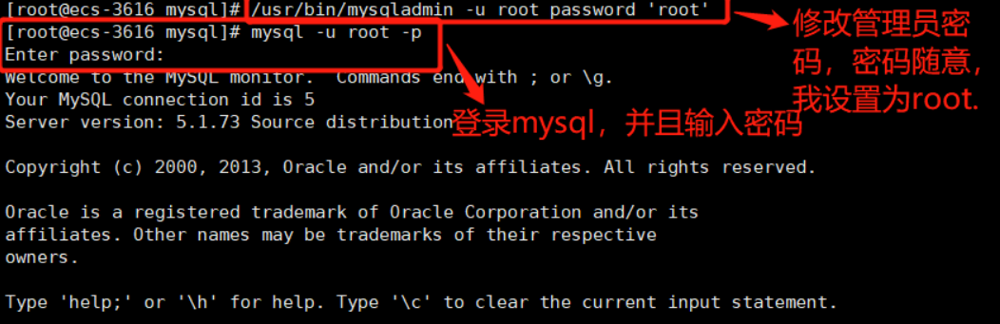 [root@ecs-3616 mysql]# /usr/bin/mysqladmin -u root password 'root'
修改管理员密
码，密码随意，
我设置为root.
[root@ecs-3616 mysql]# mysql -u root -p
Enter password:
Welcome to the MySQL monitor.  Commands end with ; or \g.
Your MySQL connection id is 5
Server version: 5.1.73 Source distribution
登录mysql，并且输入密码
Copyright (c) 2000, 2013, Oracle and/or its affiliates. All rights reserved.
Oracle is a registered trademark of Oracle Corporation and/or its
affiliates. Other names may be trademarks of their respective
owners.
Type 'help;' or '\h' for help. Type '\c' to clear the current input statement.